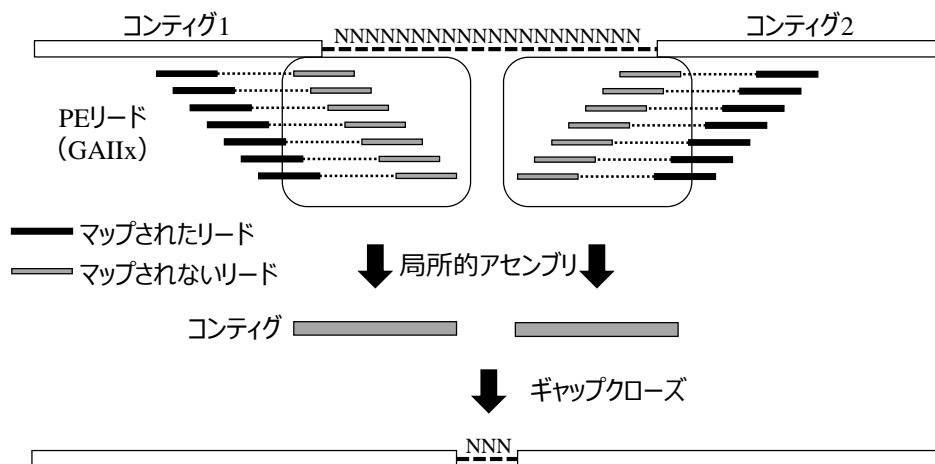 コンティグ1
NNNNNNNNNNNNNNNNNNNN
コンティグ2
PEリード
（GAIIx）
マップされたリード
マップされないリード
局所的アセンブリ
コンティグ
ギャップクローズ
NNN